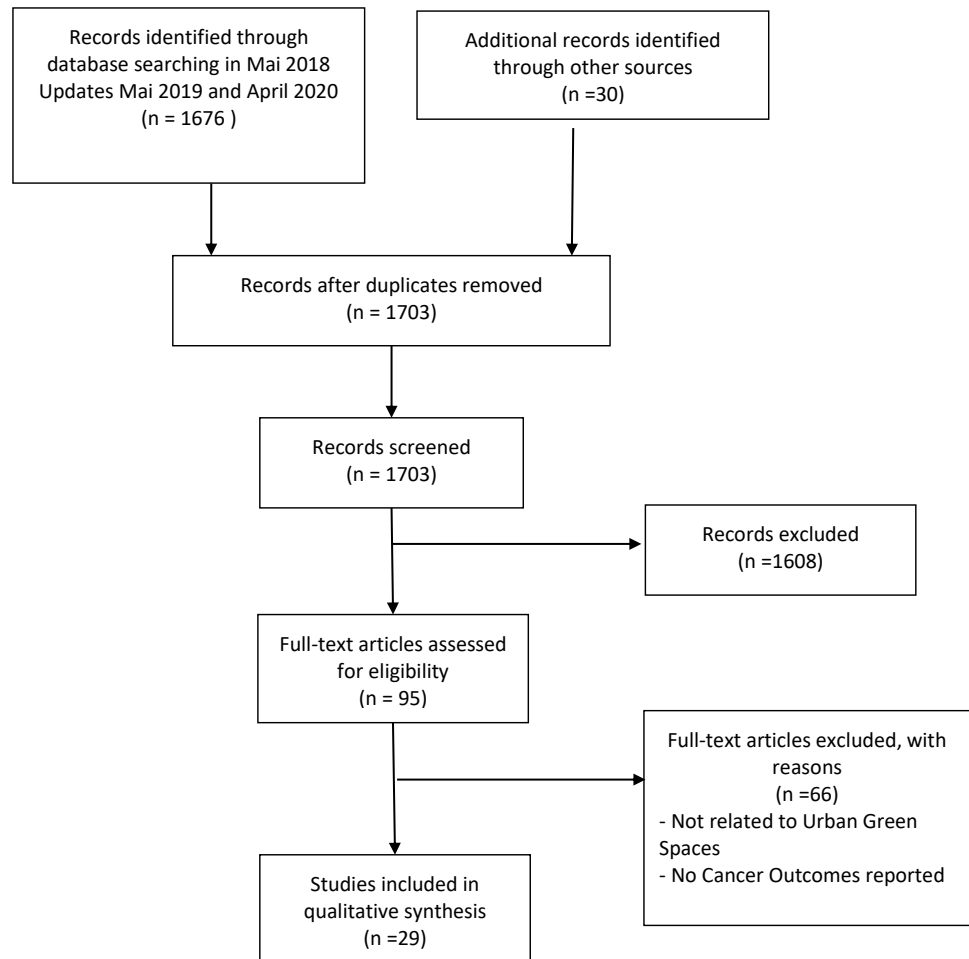 Records identified through
database searching in Mai 2018
Updates Mai 2019 and April 2020
(n = 1676 )
Additional records identified
through other sources
(n =30)
Records after duplicates removed
(n = 1703)
Records screened
(n = 1703)
Records excluded
(n =1608)
Full-text articles assessed
for eligibility
(n = 95)
Full-text articles excluded, with
reasons
(n =66)
- Not related to Urban Green
Spaces
- No Cancer Outcomes reported
Studies included in
qualitative synthesis
(n =29)